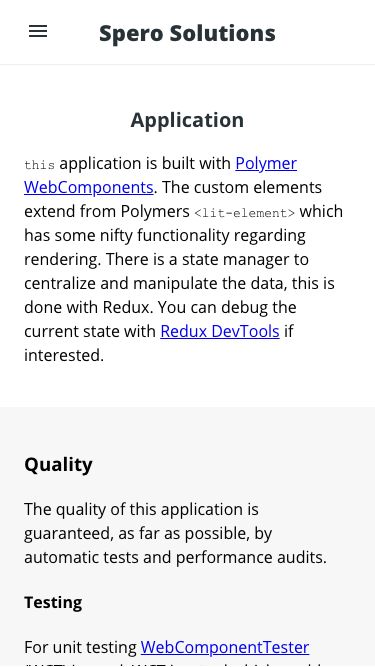 Spero Solutions
Application
this application is built with Polymer
WebComponents. The custom elements
extend from Polymers <lit-element> which
has some nifty functionality regarding
rendering. There is a state manager to
centralize and manipulate the data, this is
done with Redux. You can debug the
current state with Redux DevTools if
interested.
Quality
The quality of this application is
guaranteed, as far as possible, by
automatic tests and performance audits.
Testing
For unit testing WebComponentTester